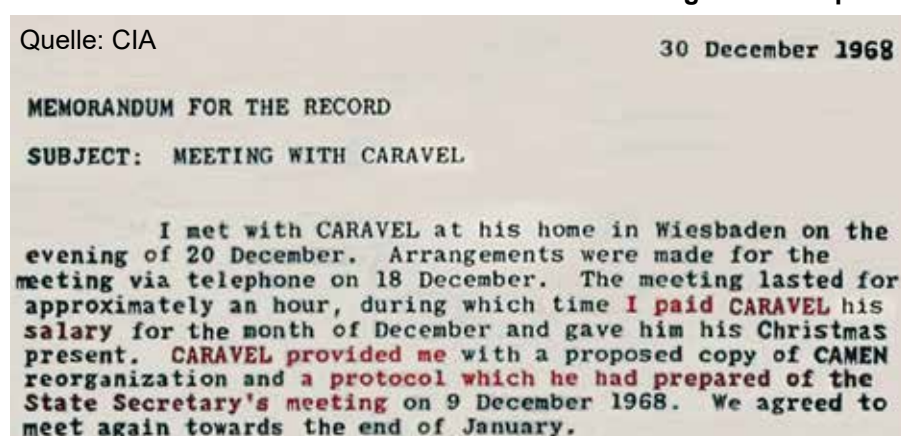 Quelle: CIA
30 December 1968
MEMORANDUM FOR THE RECORD
SUBJECT: MEETING WITH CARAVEL
I met with CARAVEL at his home in Wiesbaden on the
evening of 20 December. Arrangements were made for the
meeting via telephone on 18 December. The meeting lasted for
approximately an hour, during which time I paid CARAVEL his
salary for the month of December and gave him his Christmas
present. CARAVEL provided me with a proposed copy of CAMEN
reorganization and a protocol which he had prepared of the
State Secretary's meeting on 9 December 1968. We agreed to
meet again towards the end of January.